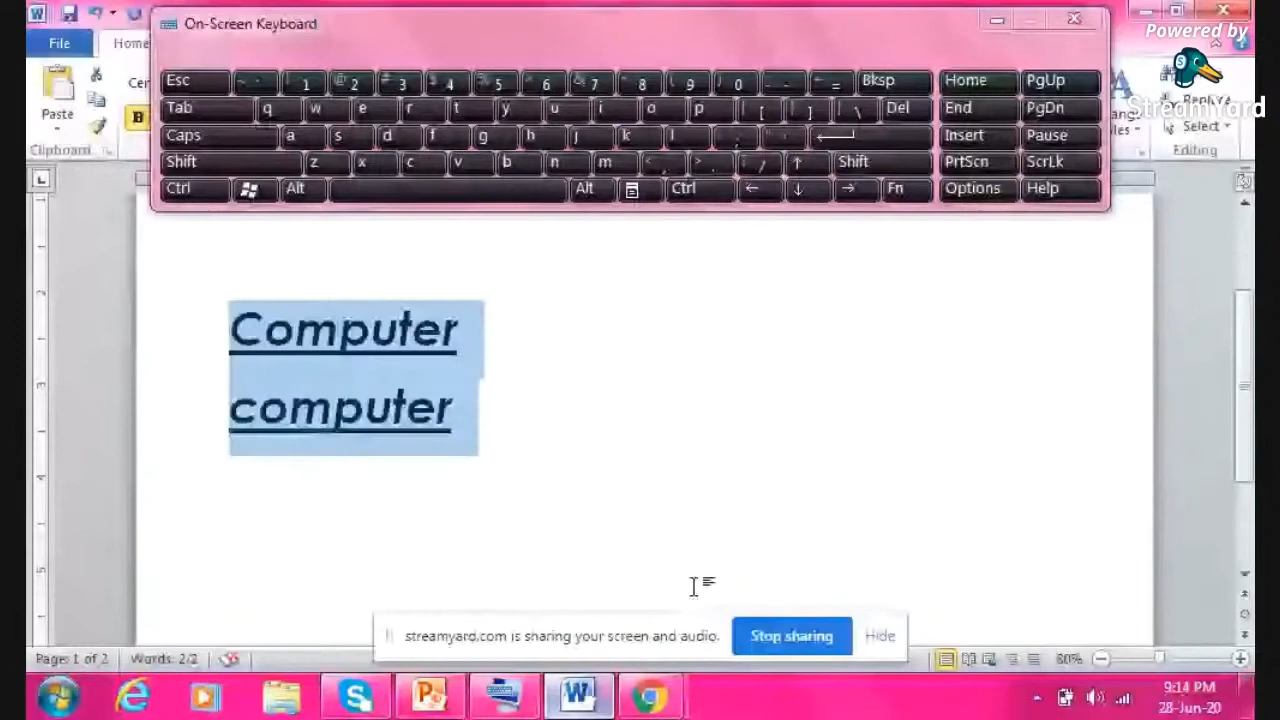 On-Screen Keyboard
Powered by
StreamYard
File
Home
Paste
B
Cen
Clipboard
Replace
Select
Editing
Esc 1 2 3 4 5 6 7 8 9 0 - = Bksp Home PgUp
Tab q w e r t y u i o p [ ] \ Del End PgDn
Caps a s d f g h j k l Insert Pause
Shift z x c v b n m < , > . / ↑ Shift PrtScn ScrLk
Ctrl Alt Alt Ctrl ← ↓ → Fn Options Help
Computer
computer
streamyard.com is sharing your screen and audio.
Stop sharing
Hide
Page: 1 of 2
Words: 2/2
80%
9:14 PM
28-Jun-20